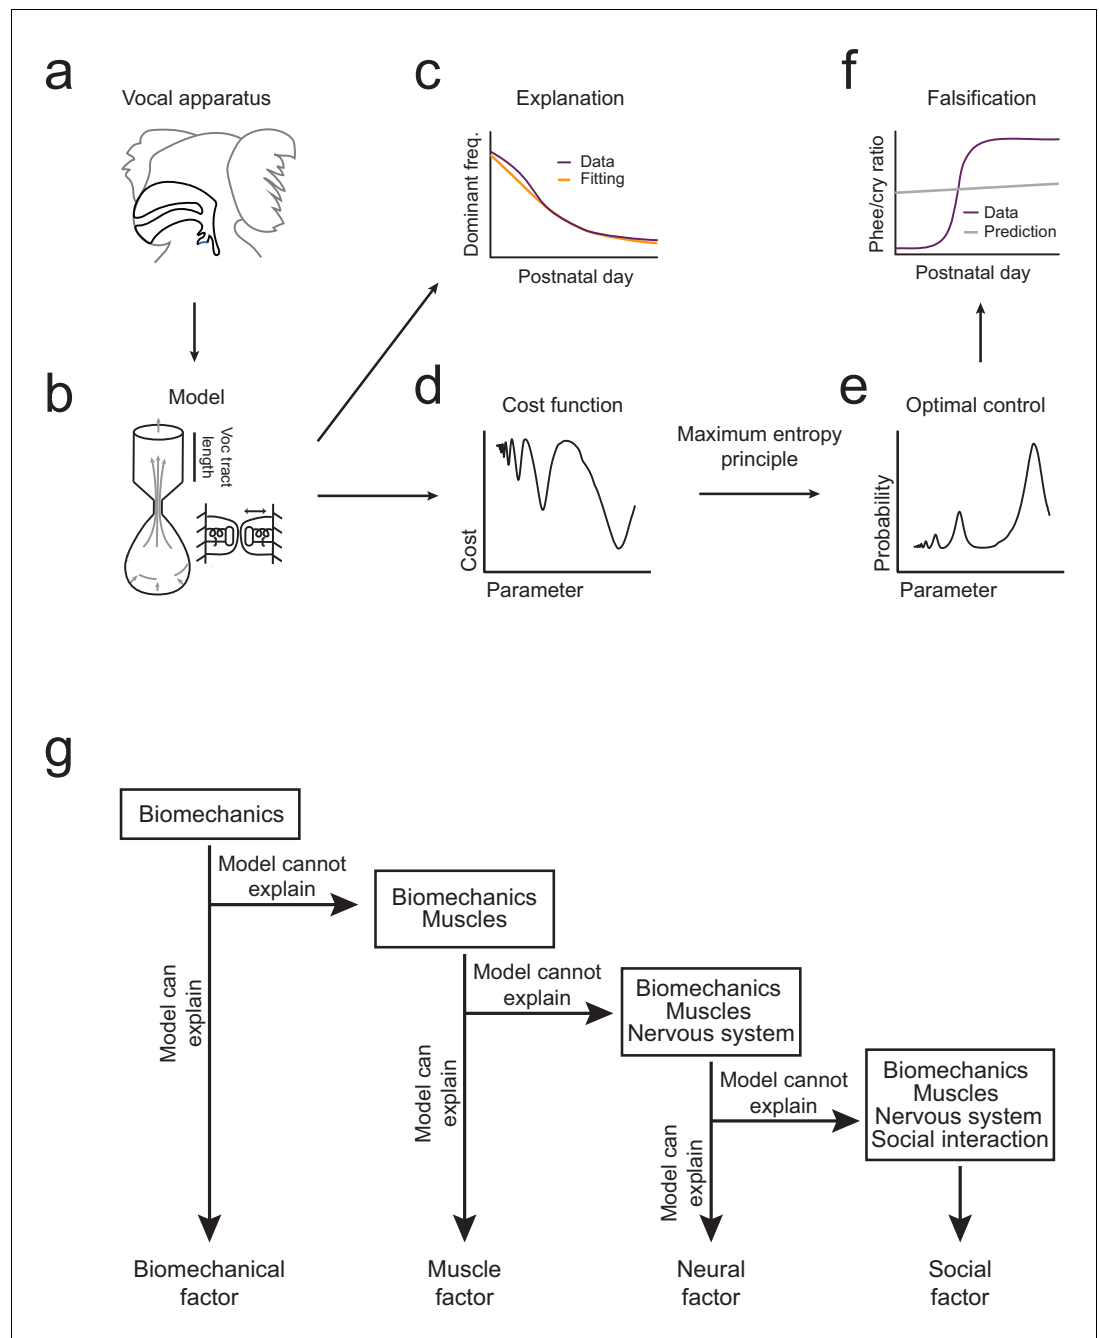 a
Vocal apparatus
b
Model
Voc tract
length
c
Explanation
Dominant freq.
Data
Fitting
Postnatal day
d
Cost function
Cost
Parameter
Maximum entropy
principle
e
Optimal control
Probability
Parameter
f
Falsification
Phee/cry ratio
Data
Prediction
Postnatal day
g
Biomechanics
Model cannot
explain
Model can
explain
Biomechanics
Muscles
Model cannot
explain
Model can
explain
Biomechanics
Muscles
Nervous system
Model cannot
explain
Model can
explain
Biomechanics
Muscles
Nervous system
Social interaction
Biomechanical
factor
Muscle
factor
Neural
factor
Social
factor